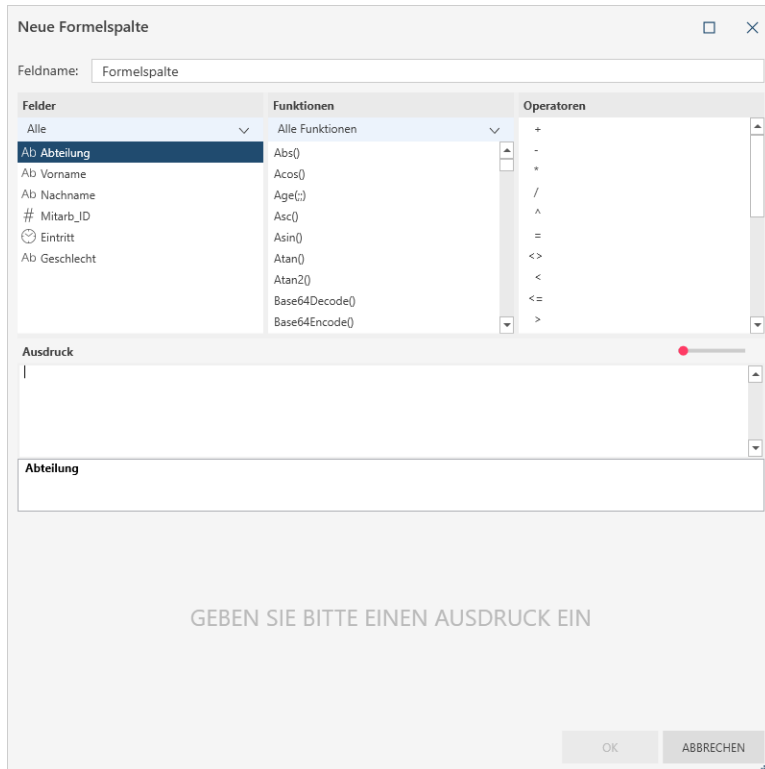 Neue Formelspalte
Feldname: Formelspalte
Felder Funktionen Operatoren
Alle Alle Funktionen +
Ab Abteilung Abs() -
Ab Vorname Acos() *
Ab Nachname Age(;;) /
# Mitarb_ID Asc() ^
Eintritt Asin() =
Ab Geschlecht Atan() <>
Atan2() <
Base64Decode() <=
Base64Encode() >
Ausdruck
Abteilung
GEBEN SIE BITTE EINEN AUSDRUCK EIN
OK ABBRECHEN